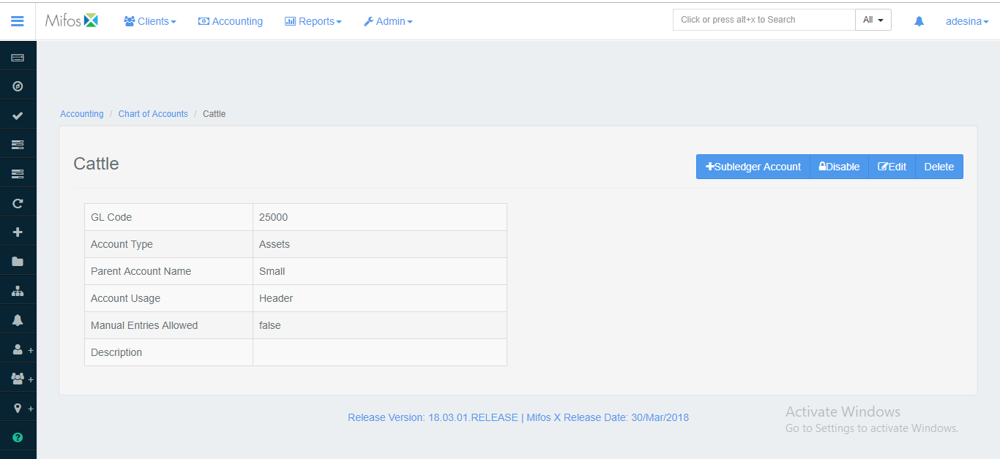 Mifos Clients Accounting Reports Admin Click or press alt+x to Search All adesina
Accounting / Chart of Accounts / Cattle
Cattle
Subledger Account Disable Edit Delete
GL Code 25000
Account Type Assets
Parent Account Name Small
Account Usage Header
Manual Entries Allowed false
Description
Release Version: 18.03.01.RELEASE | Mifos X Release Date: 30/Mar/2018
Activate Windows
Go to Settings to activate Windows.